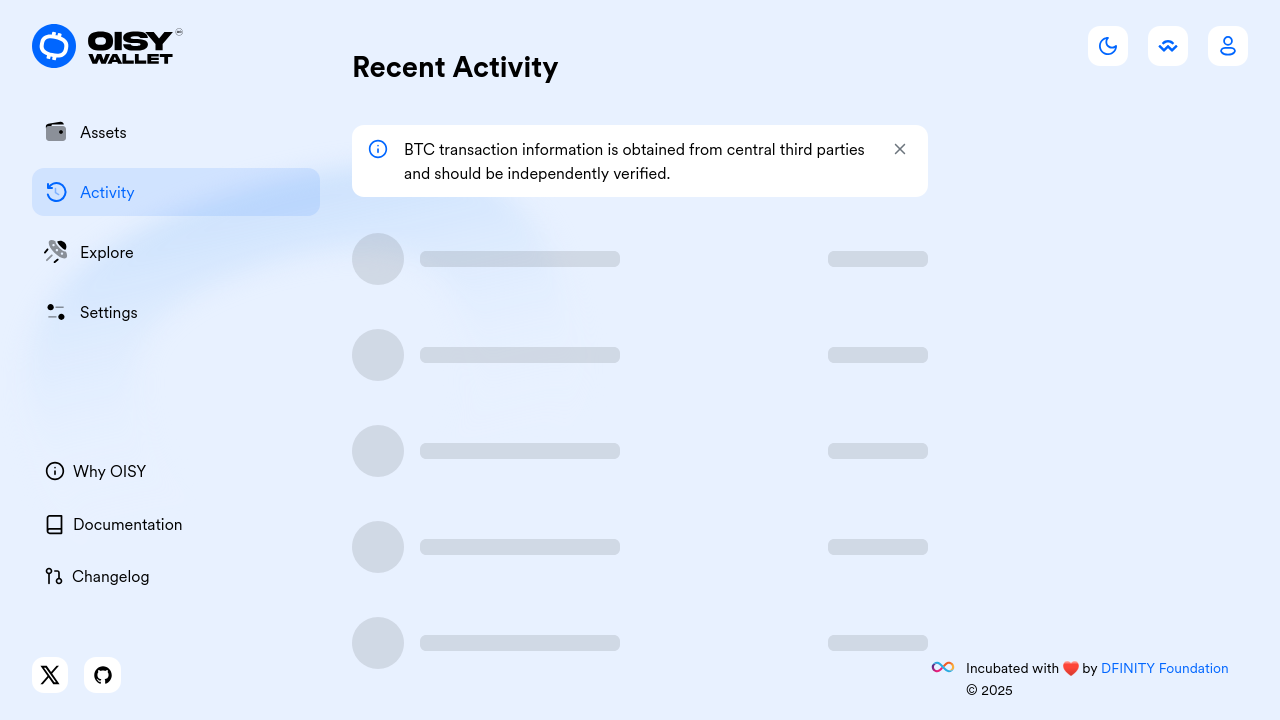 OISY
WALLET
Recent Activity
Assets
BTC transaction information is obtained from central third parties
and should be independently verified.
Activity
Explore
Settings
Why OISY
Documentation
Changelog
Incubated with ❤️ by DFINITY Foundation
© 2025